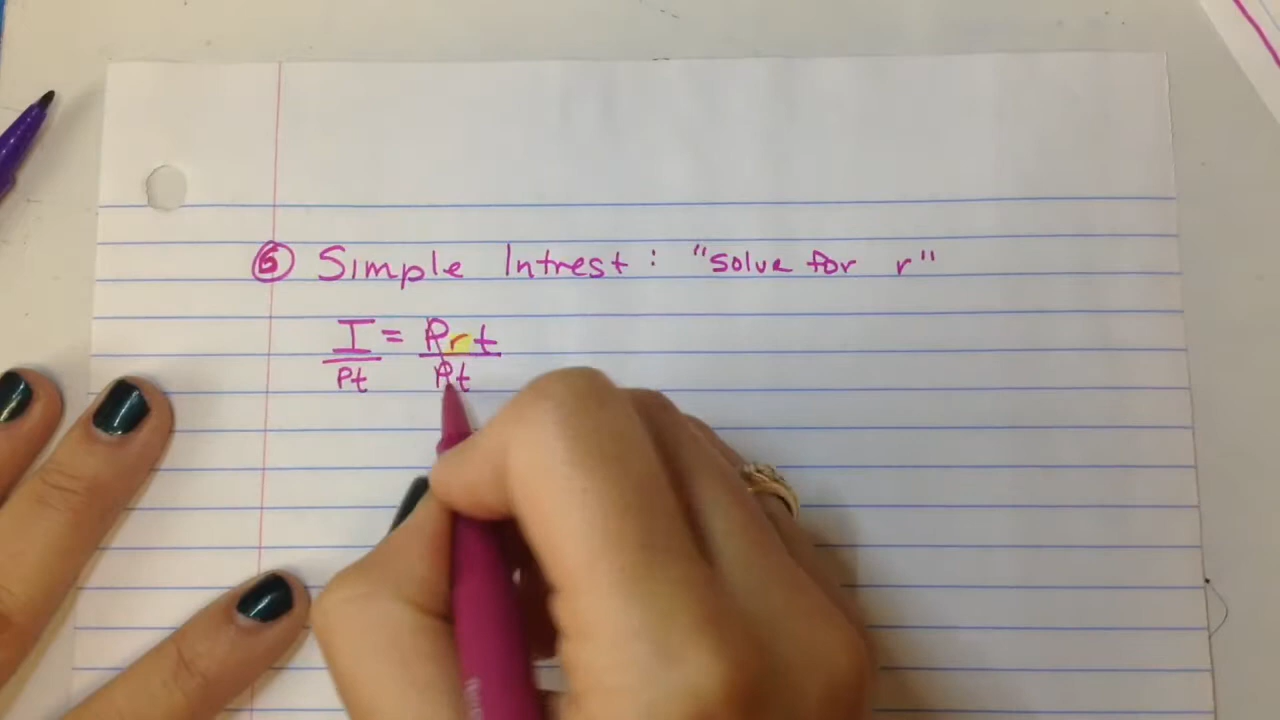 ⑤ Simple Intrest : "solve for r"
I = Prt
Pt Pt